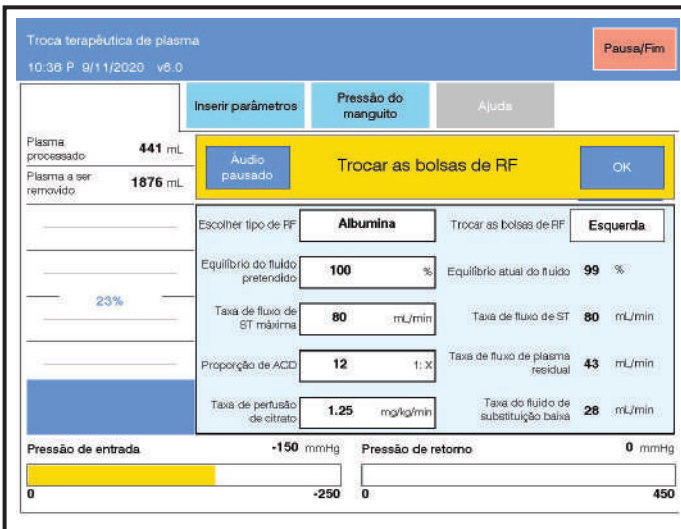 Troca terapêutica de plasma
10:36 P 9/11/2020 v6.0
Pausa/Fim
Inserir parâmetros
Pressão do
manguito
Ajuda
Plasma
processado 441 mL
Plasma a ser
removido 1876 mL
Áudio
pausado
Trocar as bolsas de RF
OK
23%
Escolher tipo de RF Albumina
Trocar as bolsas de RF Esquerda
Equilíbrio do fluido
pretendido 100 %
Equilíbrio atual do fluido 99 %
Taxa de fluxo de
ST máxima 80 mL/min
Taxa de fluxo de ST 80 mL/min
Proporção de ACD 12 1: X
Taxa de fluxo de plasma
residual 43 mL/min
Taxa de perfusão
de citrato 1.25 mg/kg/min
Taxa do fluido de
substituição baixa 28 mL/min
Pressão de entrada -150 mmHg
Pressão de retorno 0 mmHg
0 -250
0 450